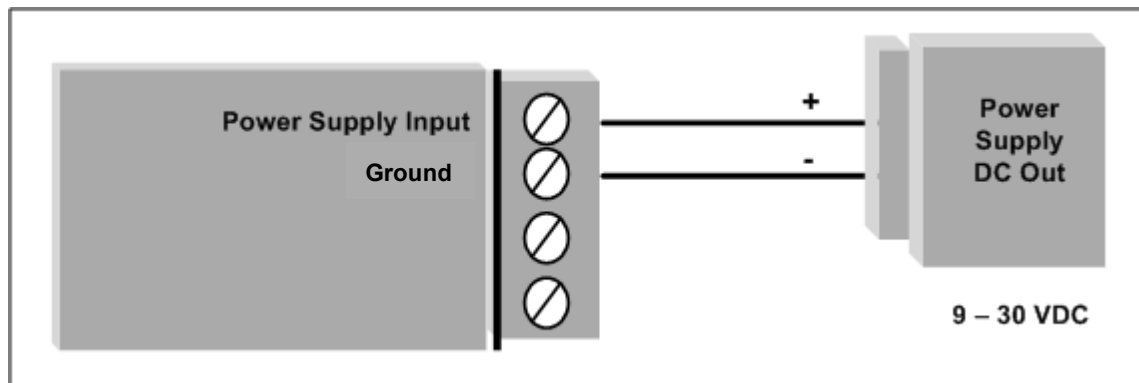 Power Supply Input
Ground
+
-
Power
Supply
DC Out
9 – 30 VDC